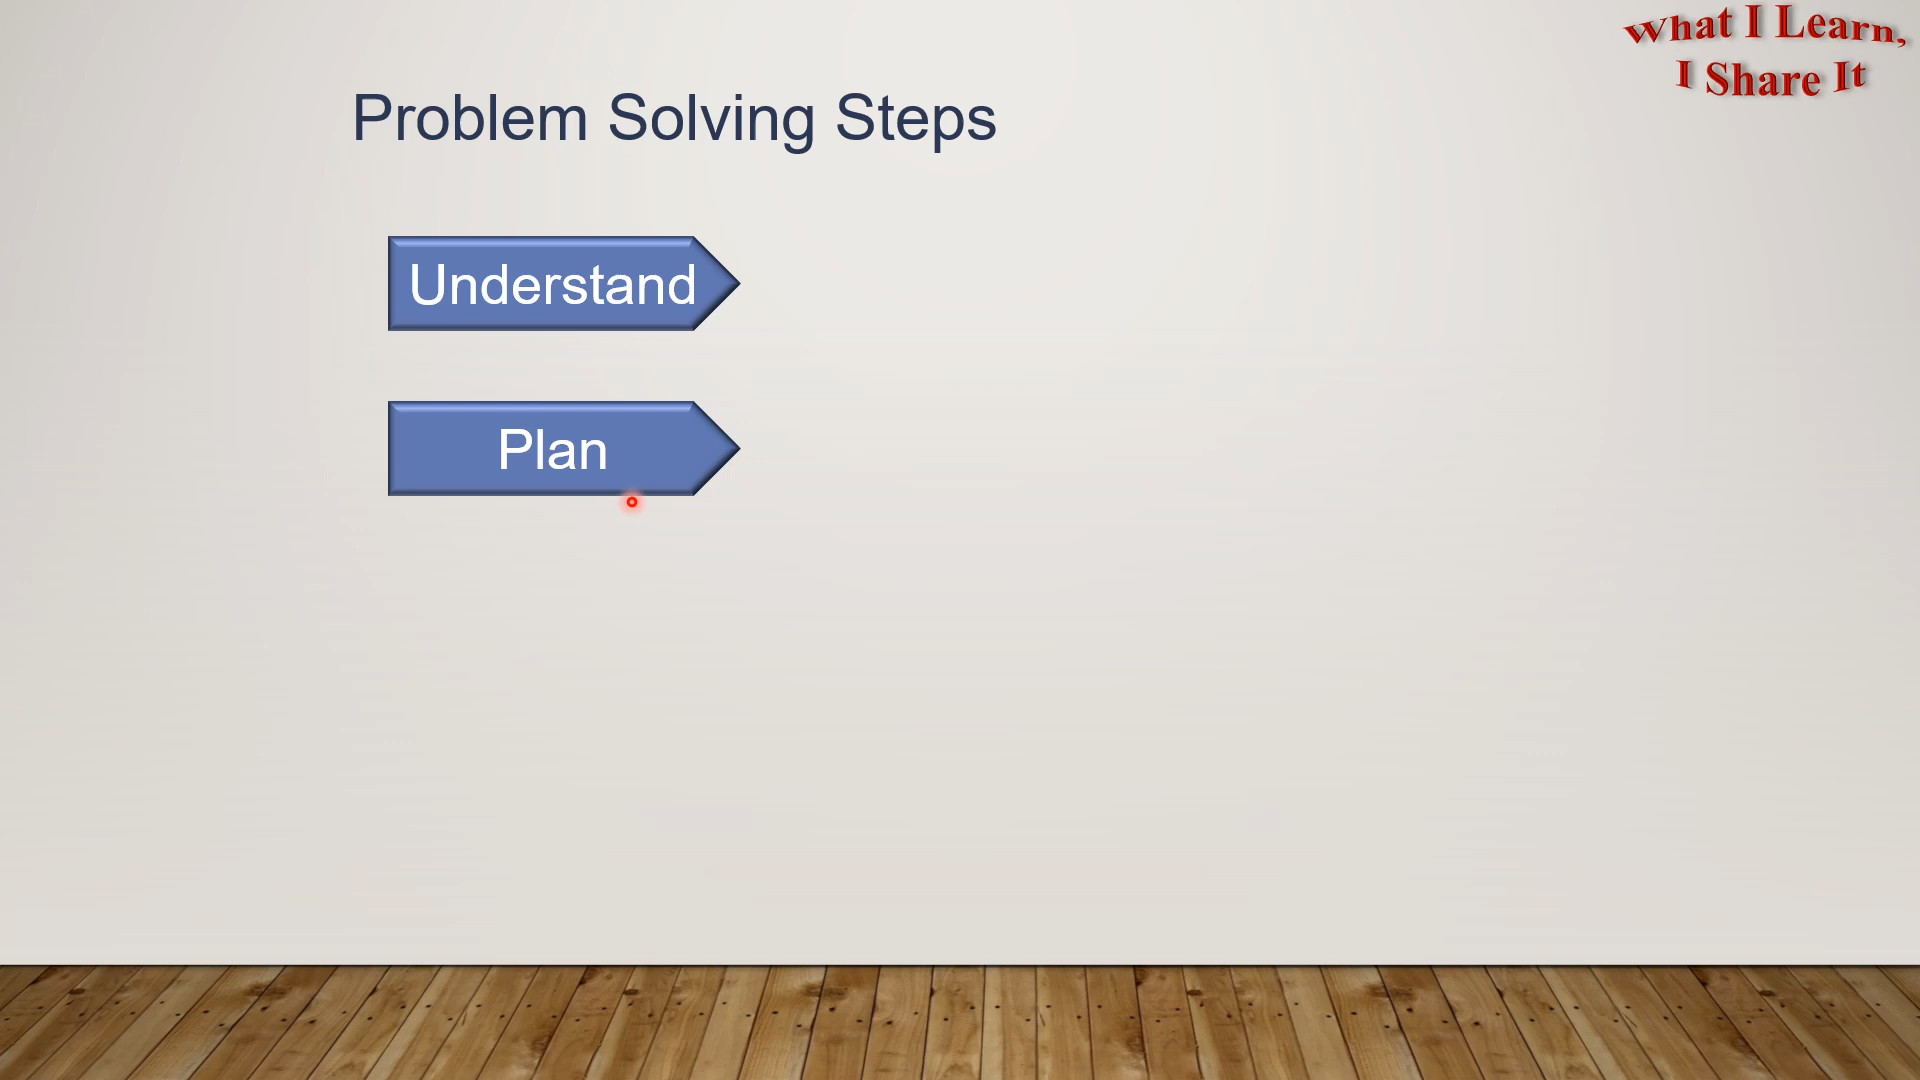 What I Learn,
I Share It
Problem Solving Steps
Understand
Plan